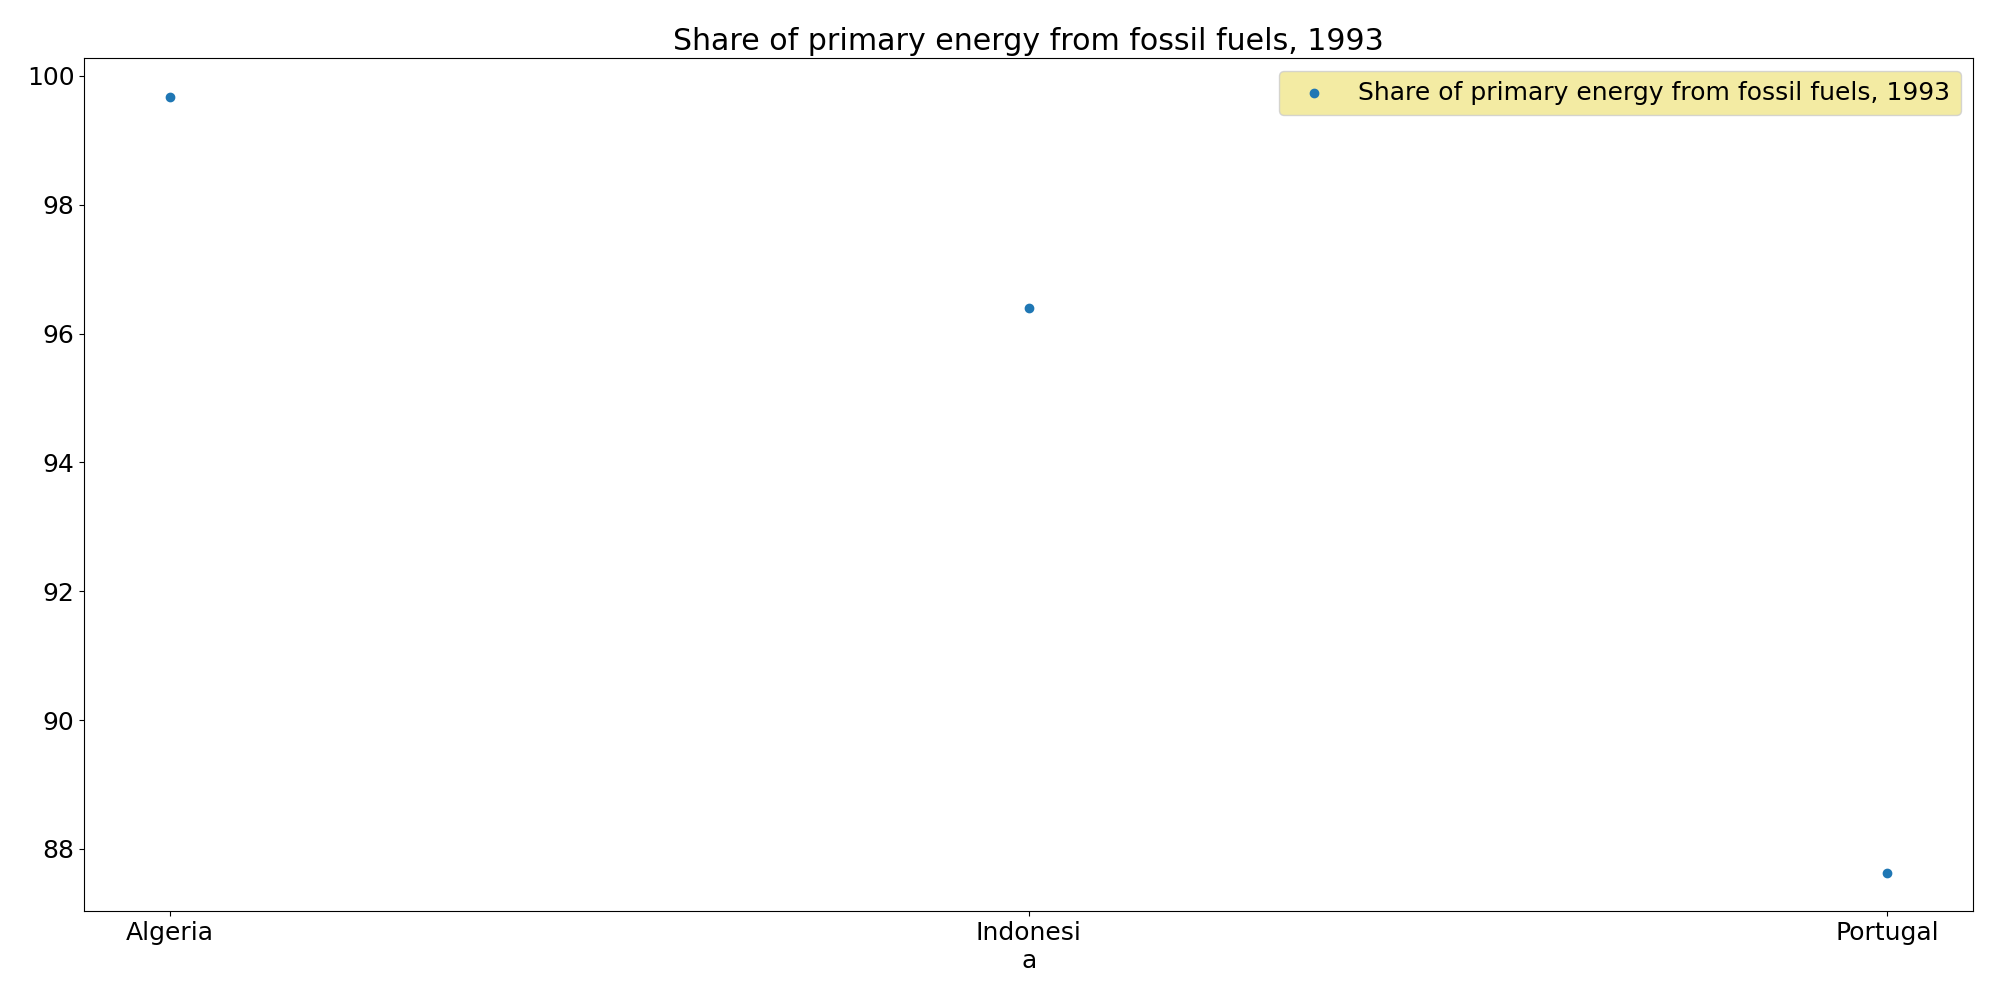 Share of primary energy from fossil fuels, 1993
Share of primary energy from fossil fuels, 1993
100
98
96
94
92
90
88
Algeria
Indonesi
a
Portugal